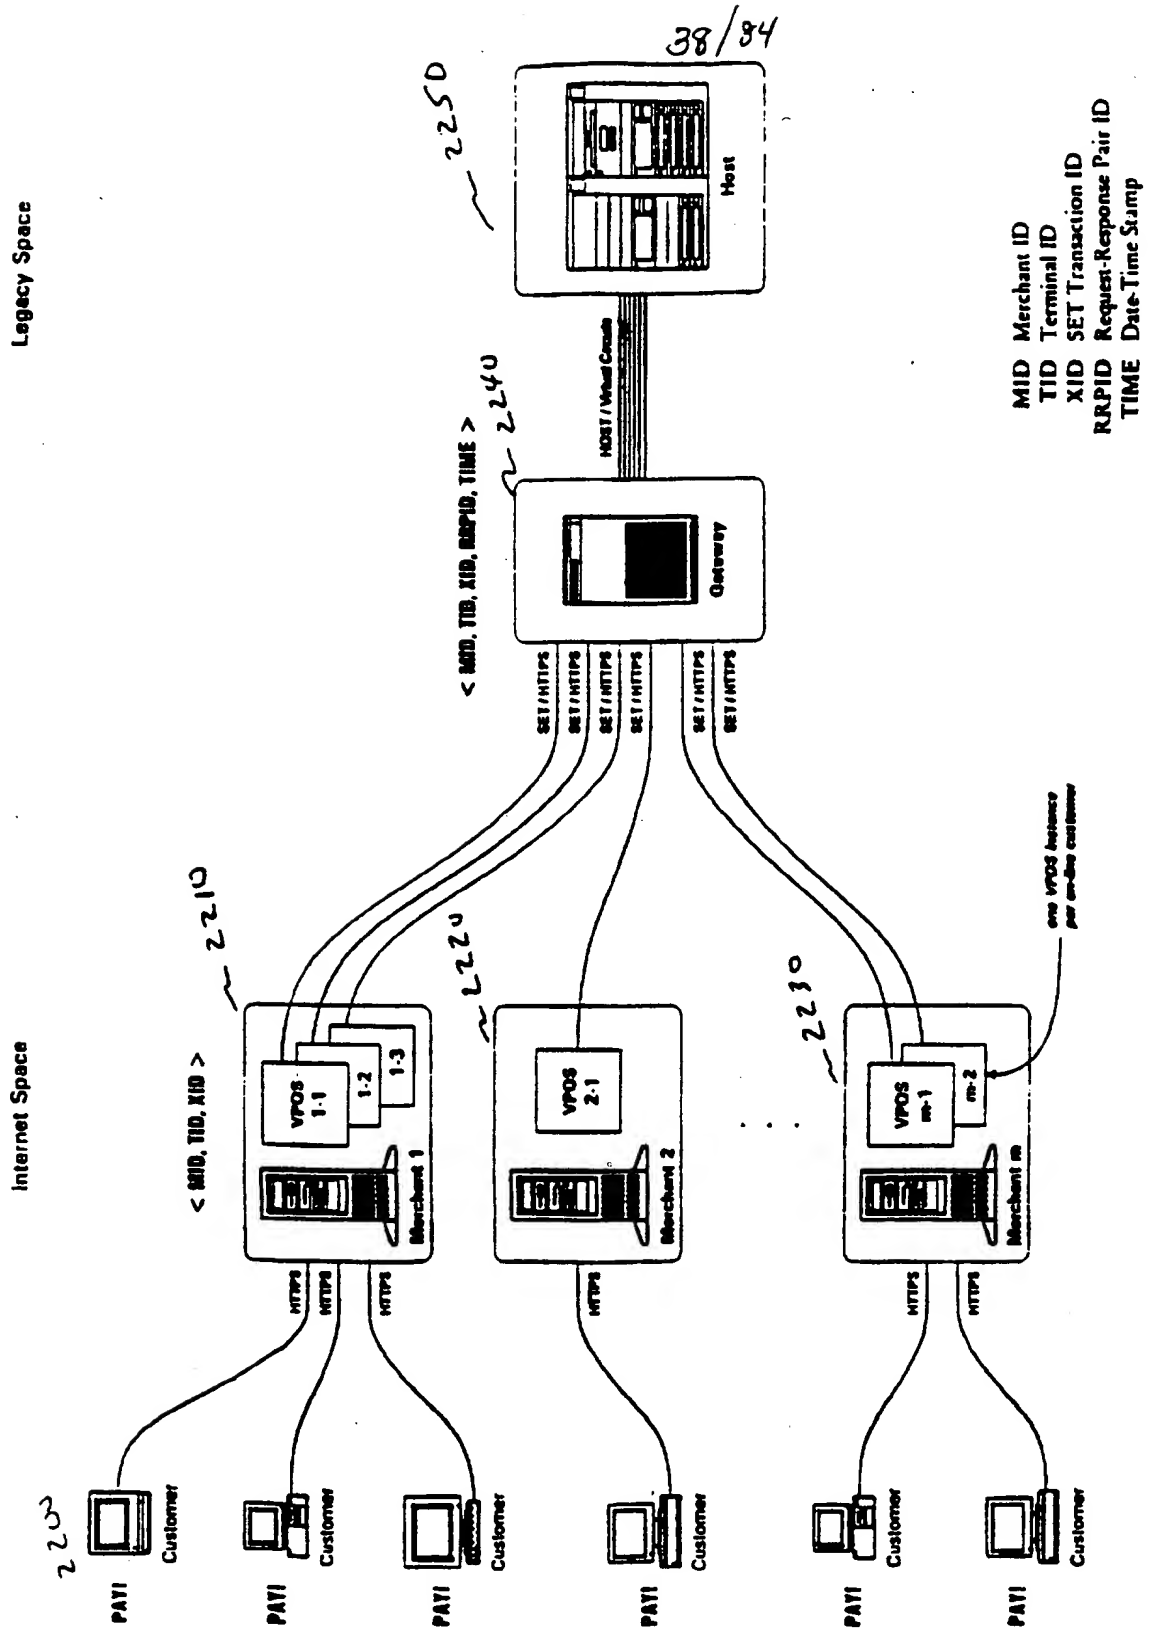 38/84
Internet Space
Legacy Space
2203
PAY!
Customer
PAY!
Customer
PAY!
Customer
PAY!
Customer
PAY!
Customer
PAY!
Customer
HTTPS
HTTPS
HTTPS
HTTPS
HTTPS
HTTPS
< MID, TID, XID >
2210
VPOS
1-1
1-2
1-3
Merchant 1
2220
VPOS
2-1
Merchant 2
. . .
2230
VPOS
m-1
m-2
Merchant m
one VPOS instance
per on-line customer
SET/HTTPS
SET/HTTPS
SET/HTTPS
SET/HTTPS
SET/HTTPS
SET/HTTPS
< MID, TID, XID, RRPID, TIME >
2240
Gateway
HOST / Virtual Circuits
2250
Host
MID Merchant ID
TID Terminal ID
XID SET Transaction ID
RRPID Request-Response Pair ID
TIME Date-Time Stamp